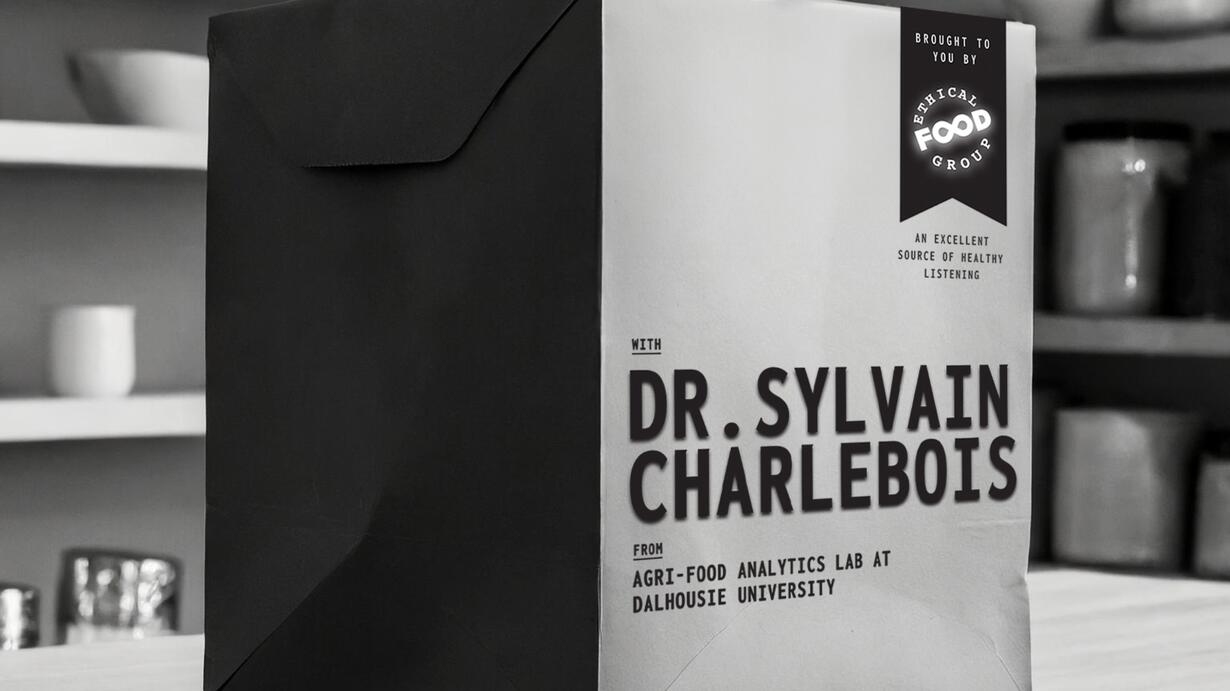 BROUGHT TO
YOU BY
ETHICAL
FOOD
GROUP
AN EXCELLENT
SOURCE OF HEALTHY
LISTENING
WITH
DR. SYLVAIN
CHARLEBOIS
FROM
AGRI-FOOD ANALYTICS LAB AT
DALHOUSIE UNIVERSITY